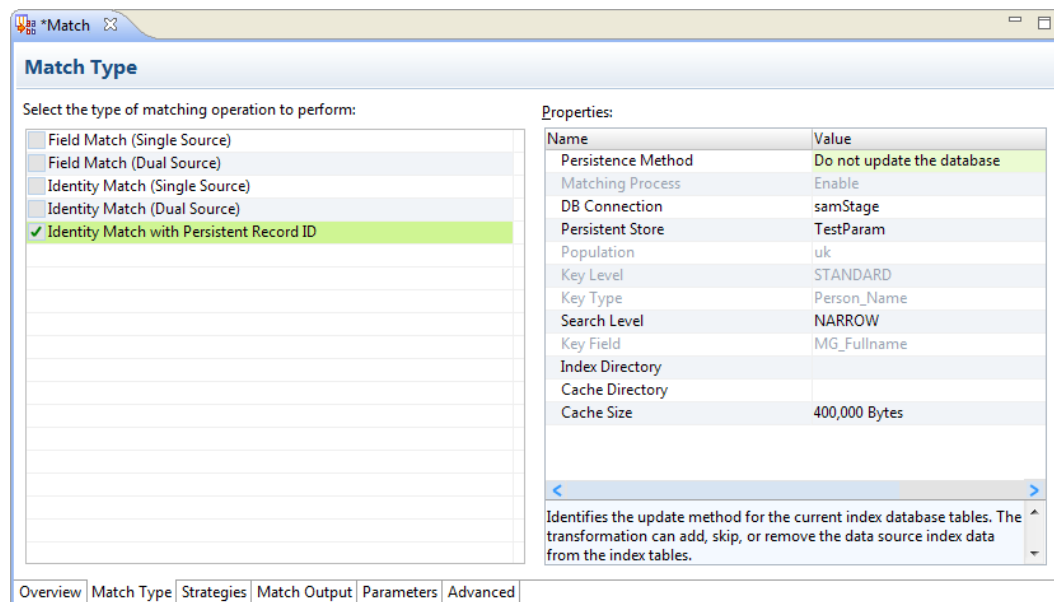 *Match
Match Type
Select the type of matching operation to perform:
Field Match (Single Source)
Field Match (Dual Source)
Identity Match (Single Source)
Identity Match (Dual Source)
Identity Match with Persistent Record ID
Properties:
Name Value
Persistence Method Do not update the database
Matching Process Enable
DB Connection samStage
Persistent Store TestParam
Population uk
Key Level STANDARD
Key Type Person_Name
Search Level NARROW
Key Field MG_Fullname
Index Directory
Cache Directory
Cache Size 400,000 Bytes
Identifies the update method for the current index database tables. The
transformation can add, skip, or remove the data source index data
from the index tables.
Overview Match Type Strategies Match Output Parameters Advanced